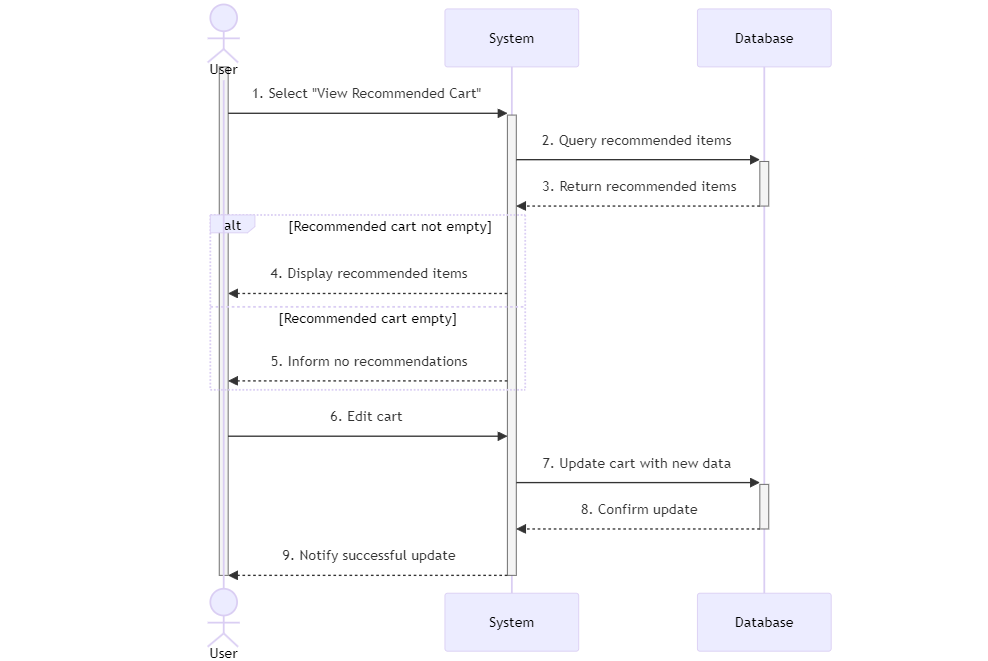 User
System
Database
1. Select "View Recommended Cart"
2. Query recommended items
3. Return recommended items
alt
[Recommended cart not empty]
4. Display recommended items
[Recommended cart empty]
5. Inform no recommendations
6. Edit cart
7. Update cart with new data
8. Confirm update
9. Notify successful update
User
System
Database